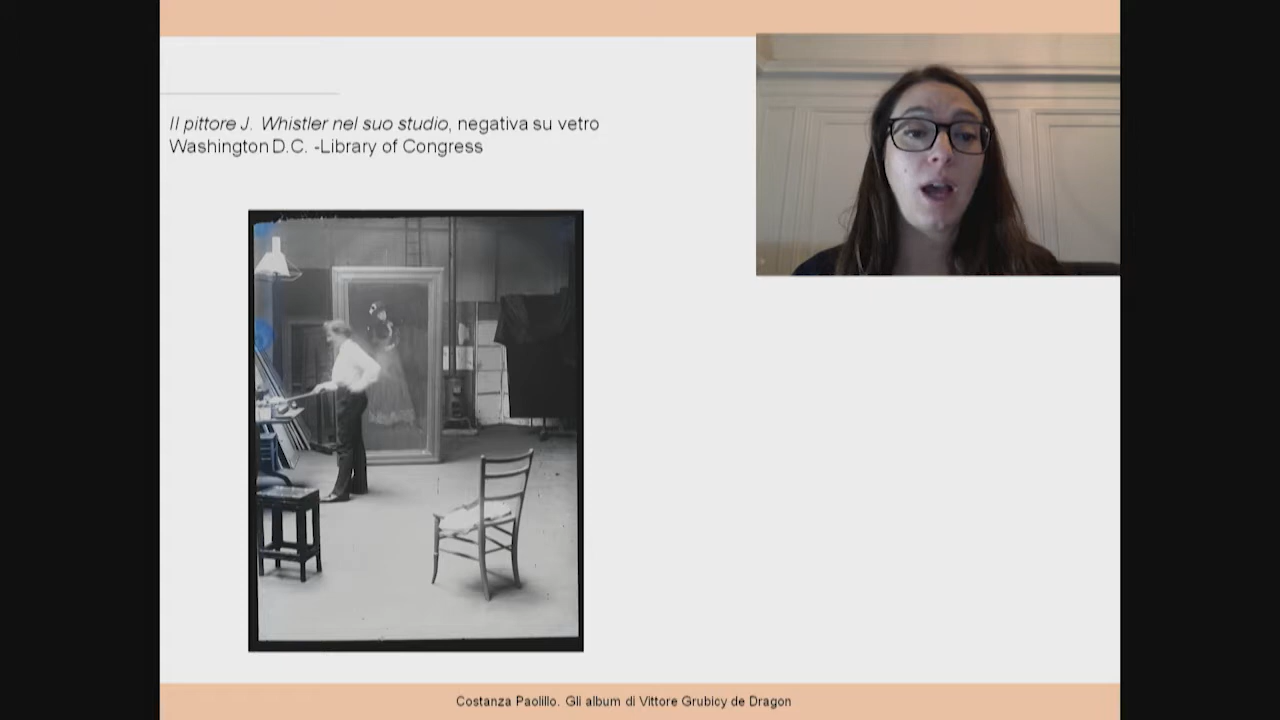 Il pittore J. Whistler nel suo studio, negativa su vetro
Washington D.C. -Library of Congress
Costanza Paolillo. Gli album di Vittore Grubicy de Dragon